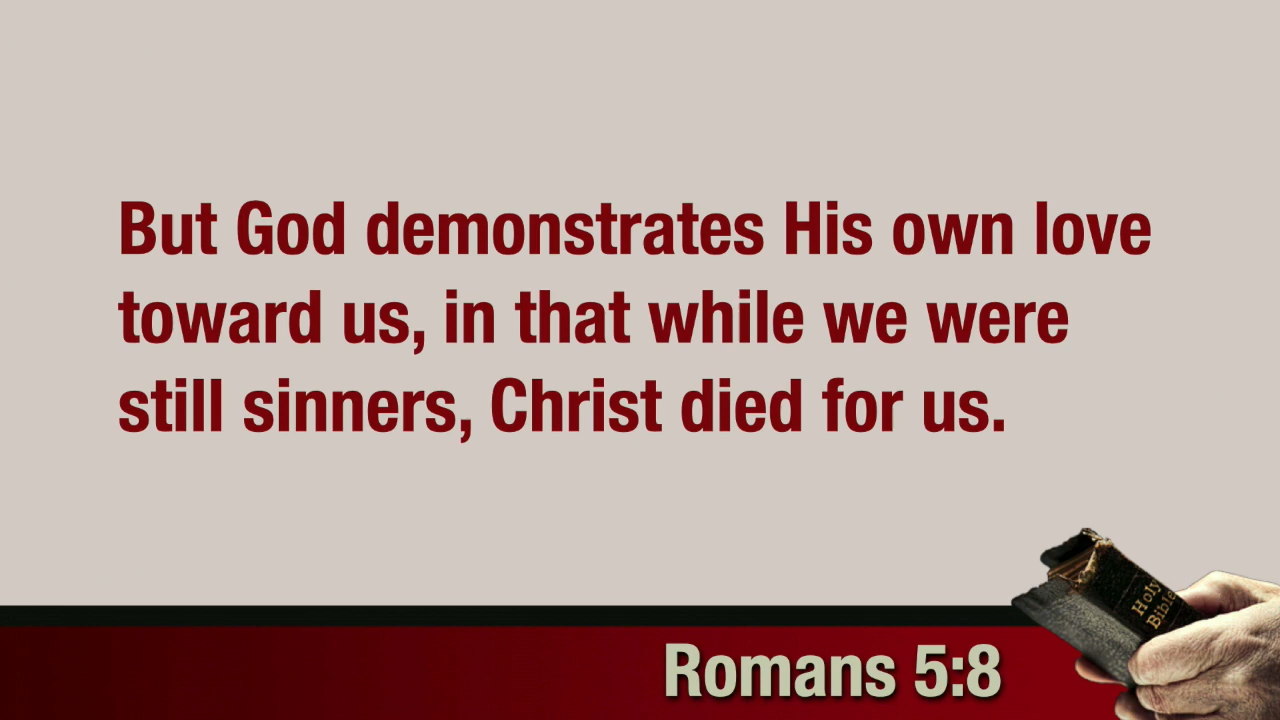 But God demonstrates His own love
toward us, in that while we were
still sinners, Christ died for us.
Romans 5:8
Holy
Bible